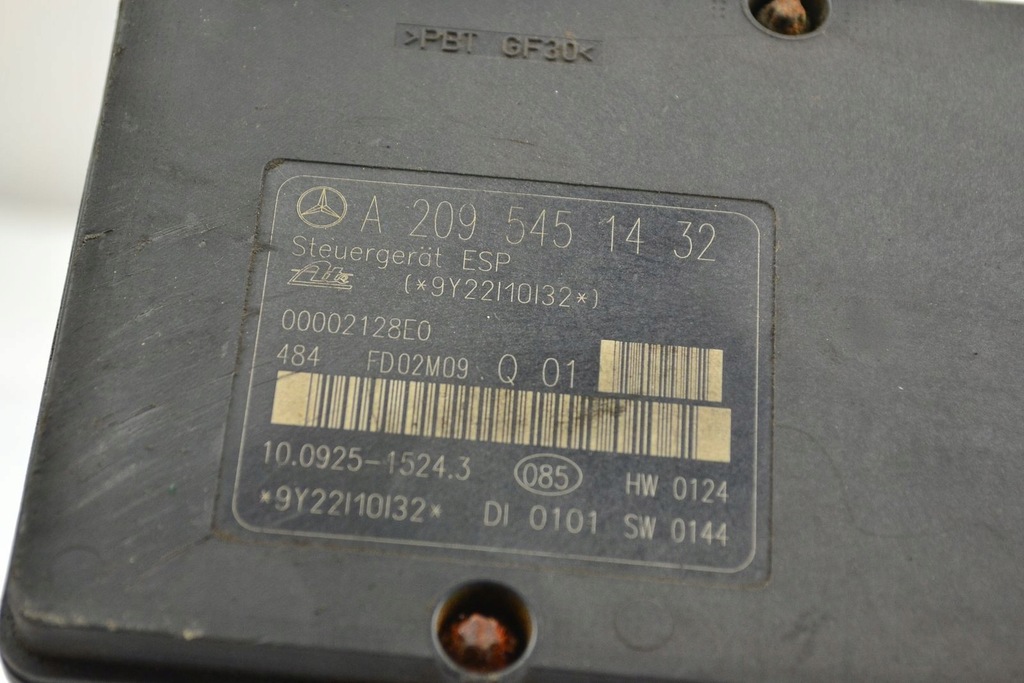 >PBT GF30<
A 209 545 14 32
Steuergerät ESP
Ate (*9Y22I10I32*)
00002128E0
484 FD02M09 Q 01
10.0925-1524.3 085 HW 0124
*9Y22I10I32* DI 0101 SW 0144